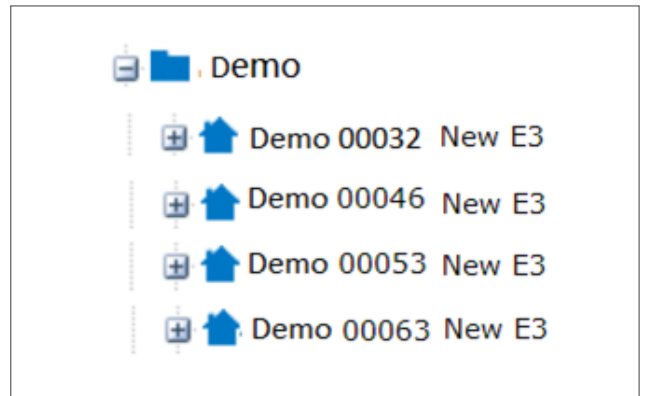 Demo
Demo 00032 New E3
Demo 00046 New E3
Demo 00053 New E3
Demo 00063 New E3